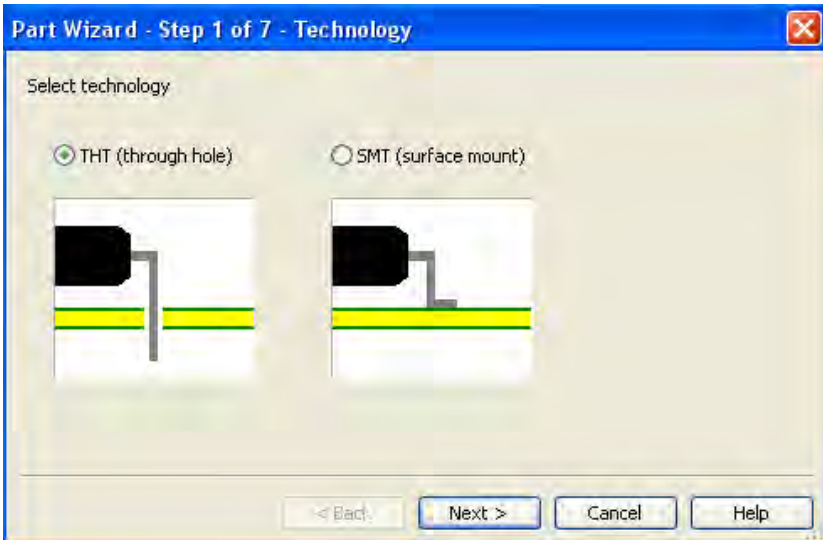 Part Wizard - Step 1 of 7 - Technology
Select technology
THT (through hole) SMT (surface mount)
< Back Next > Cancel Help